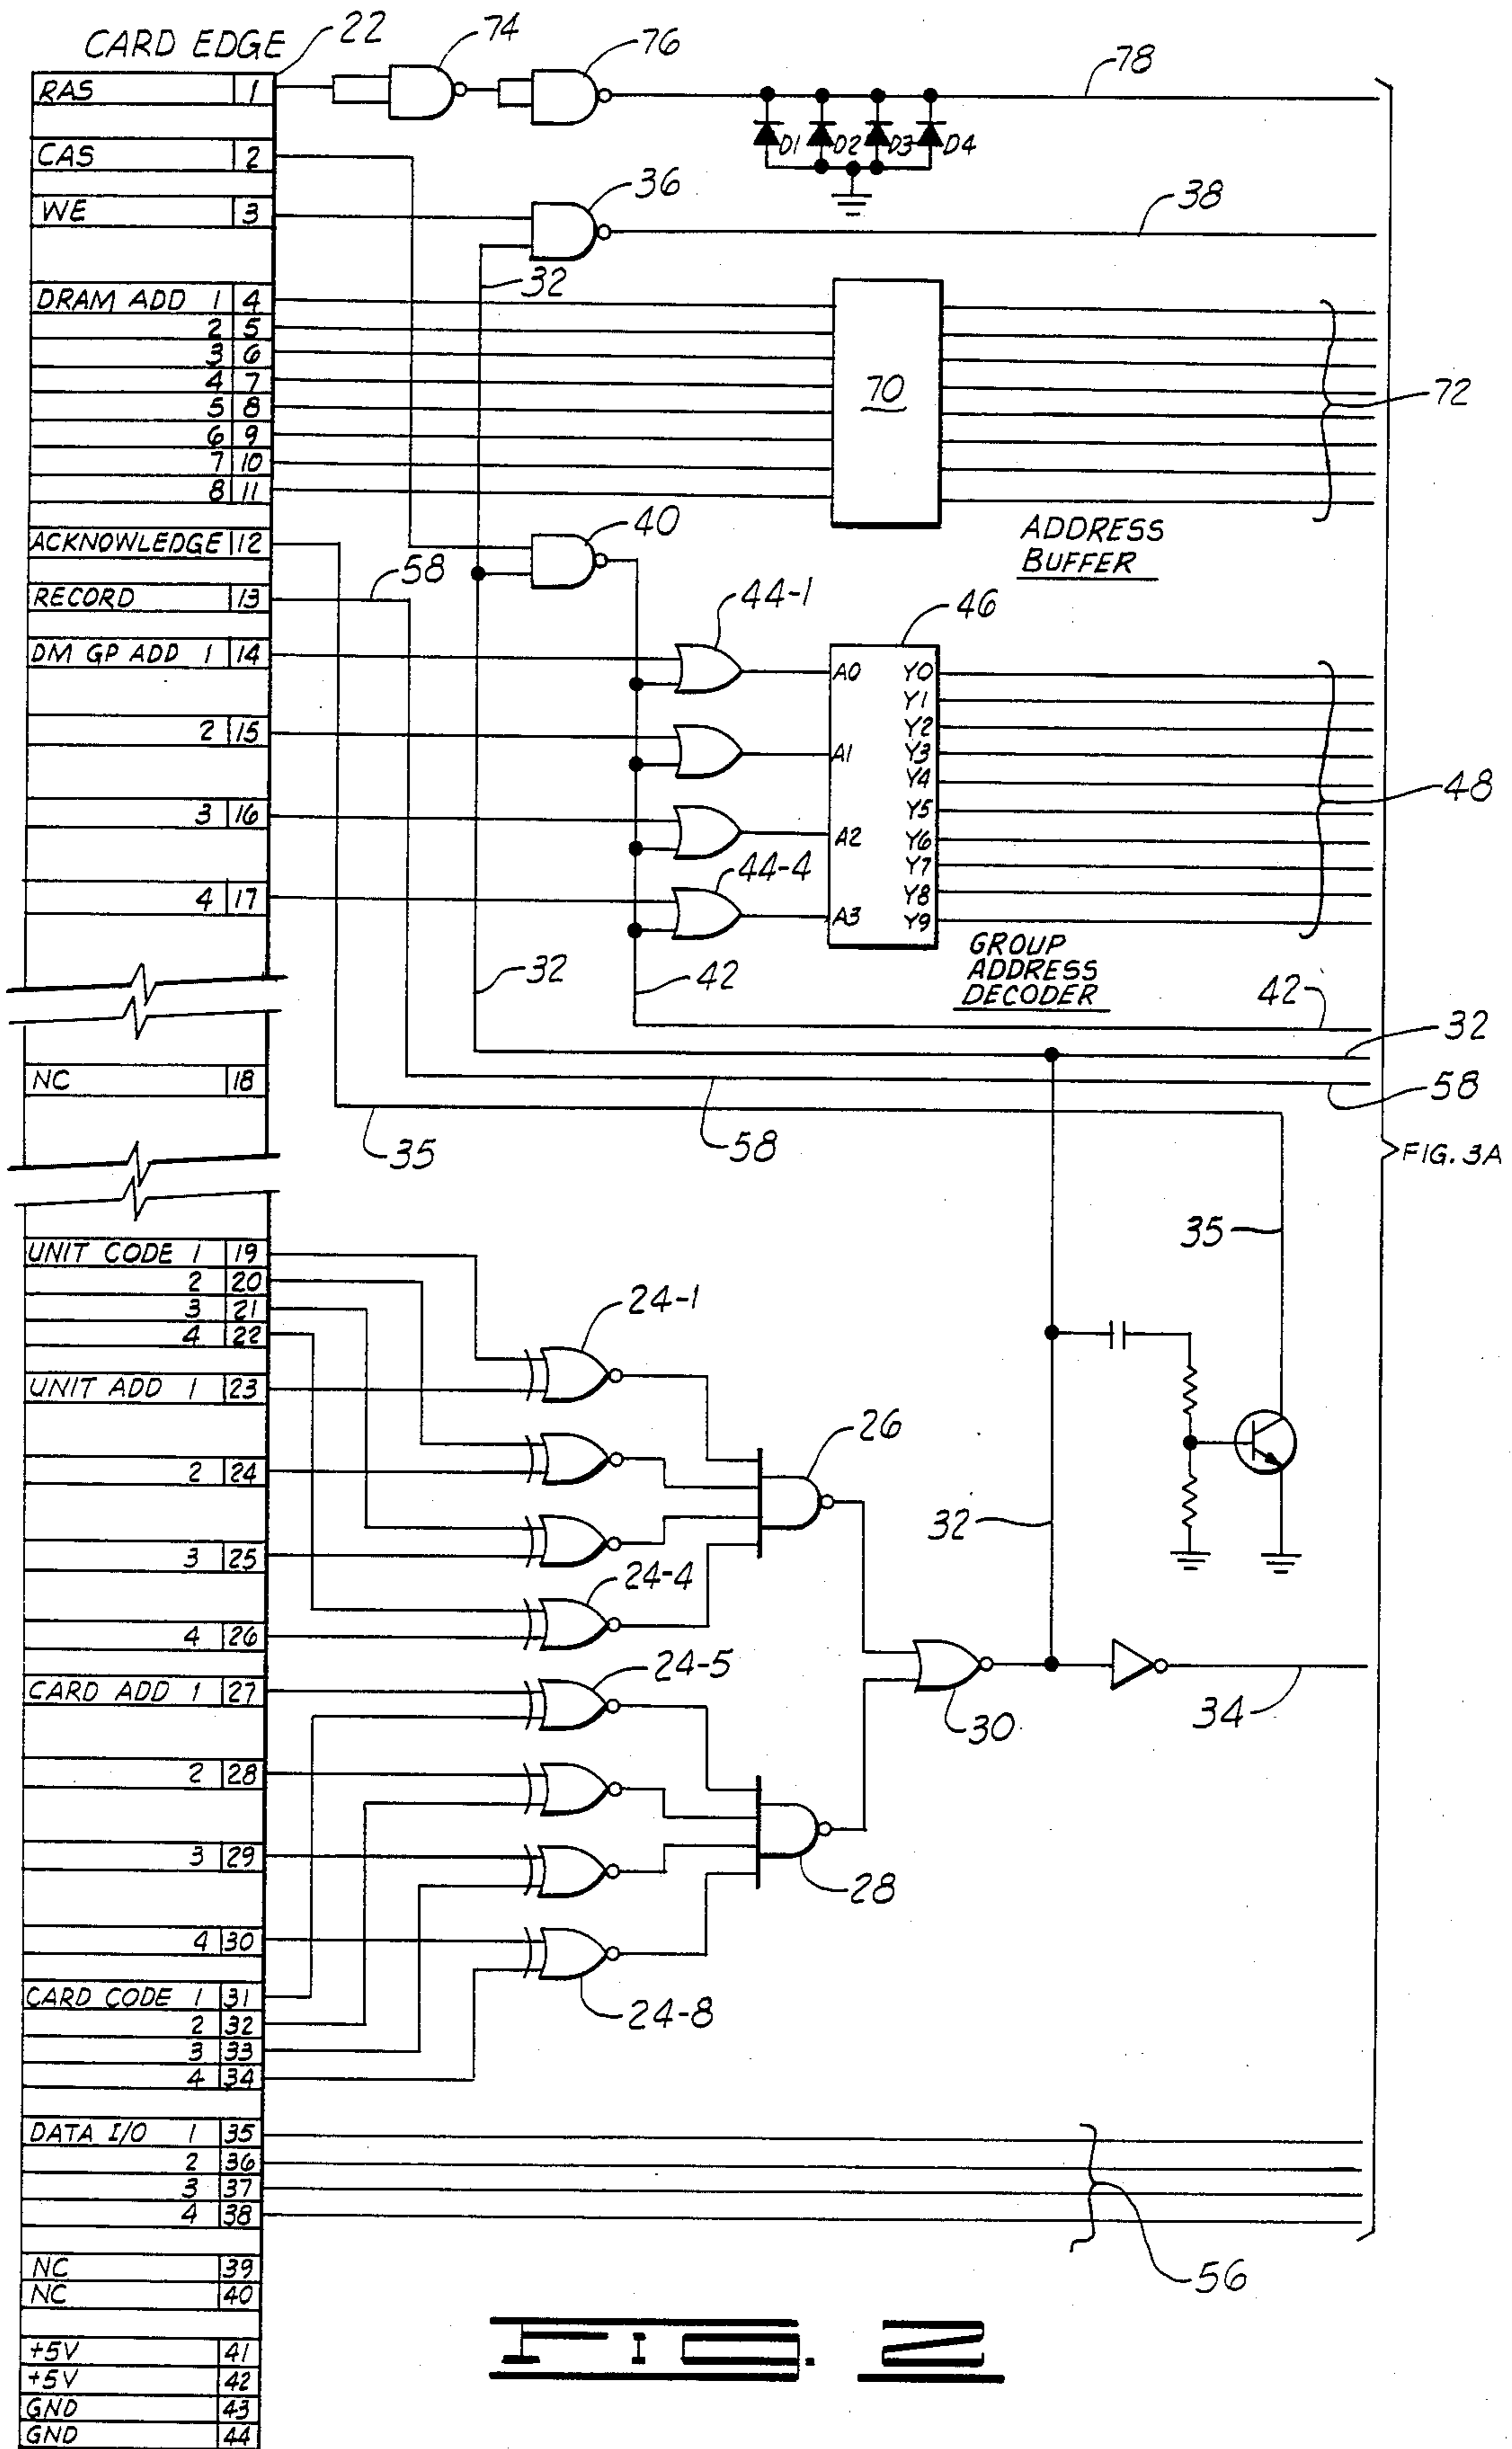 CARD EDGE 22 74 76 78
RAS 1
D1 D2 D3 D4
CAS 2
36
WE 3
38
32
DRAM ADD 1 4
2 5
3 6
4 7
5 8
6 9
7 10
8 11
70
72
ADDRESS
BUFFER
ACKNOWLEDGE 12
40
58
RECORD 13
44-1 46
DM GP ADD 1 14
2 15
3 16
4 17
A0 Y0
Y1
Y2
A1 Y3
Y4
Y5
A2 Y6
Y7
Y8
A3 Y9
48
44-4
GROUP
ADDRESS
DECODER
32 42 42
32
NC 18
58
35 58
FIG. 3A
35
UNIT CODE 1 19
2 20
3 21
4 22
24-1
UNIT ADD 1 23
2 24
3 25
4 26
26
32
24-4
24-5
CARD ADD 1 27
2 28
3 29
4 30
30
34
28
CARD CODE 1 31
2 32
3 33
4 34
24-8
DATA I/O 1 35
2 36
3 37
4 38
56
NC 39
NC 40
+5V 41
+5V 42
GND 43
GND 44
FIG. 2